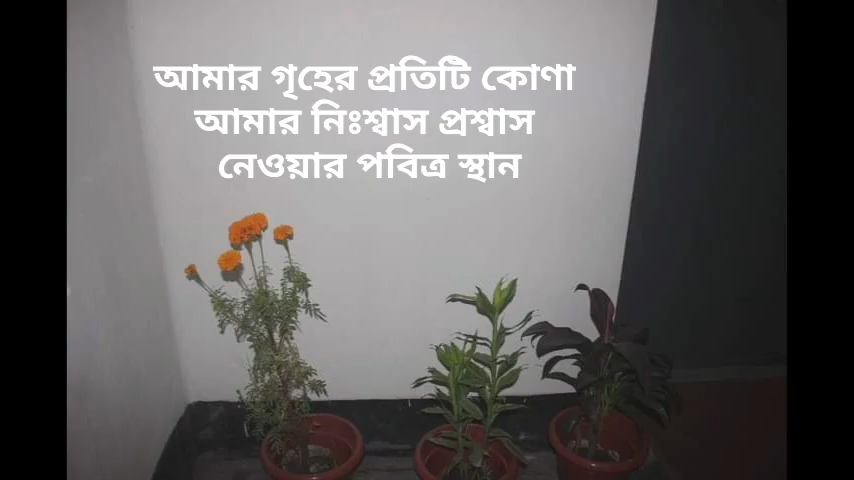 আমার গৃহের প্রতিটি কোণা
আমার নিঃশ্বাস প্রশ্বাস
নেওয়ার পবিত্র স্থান